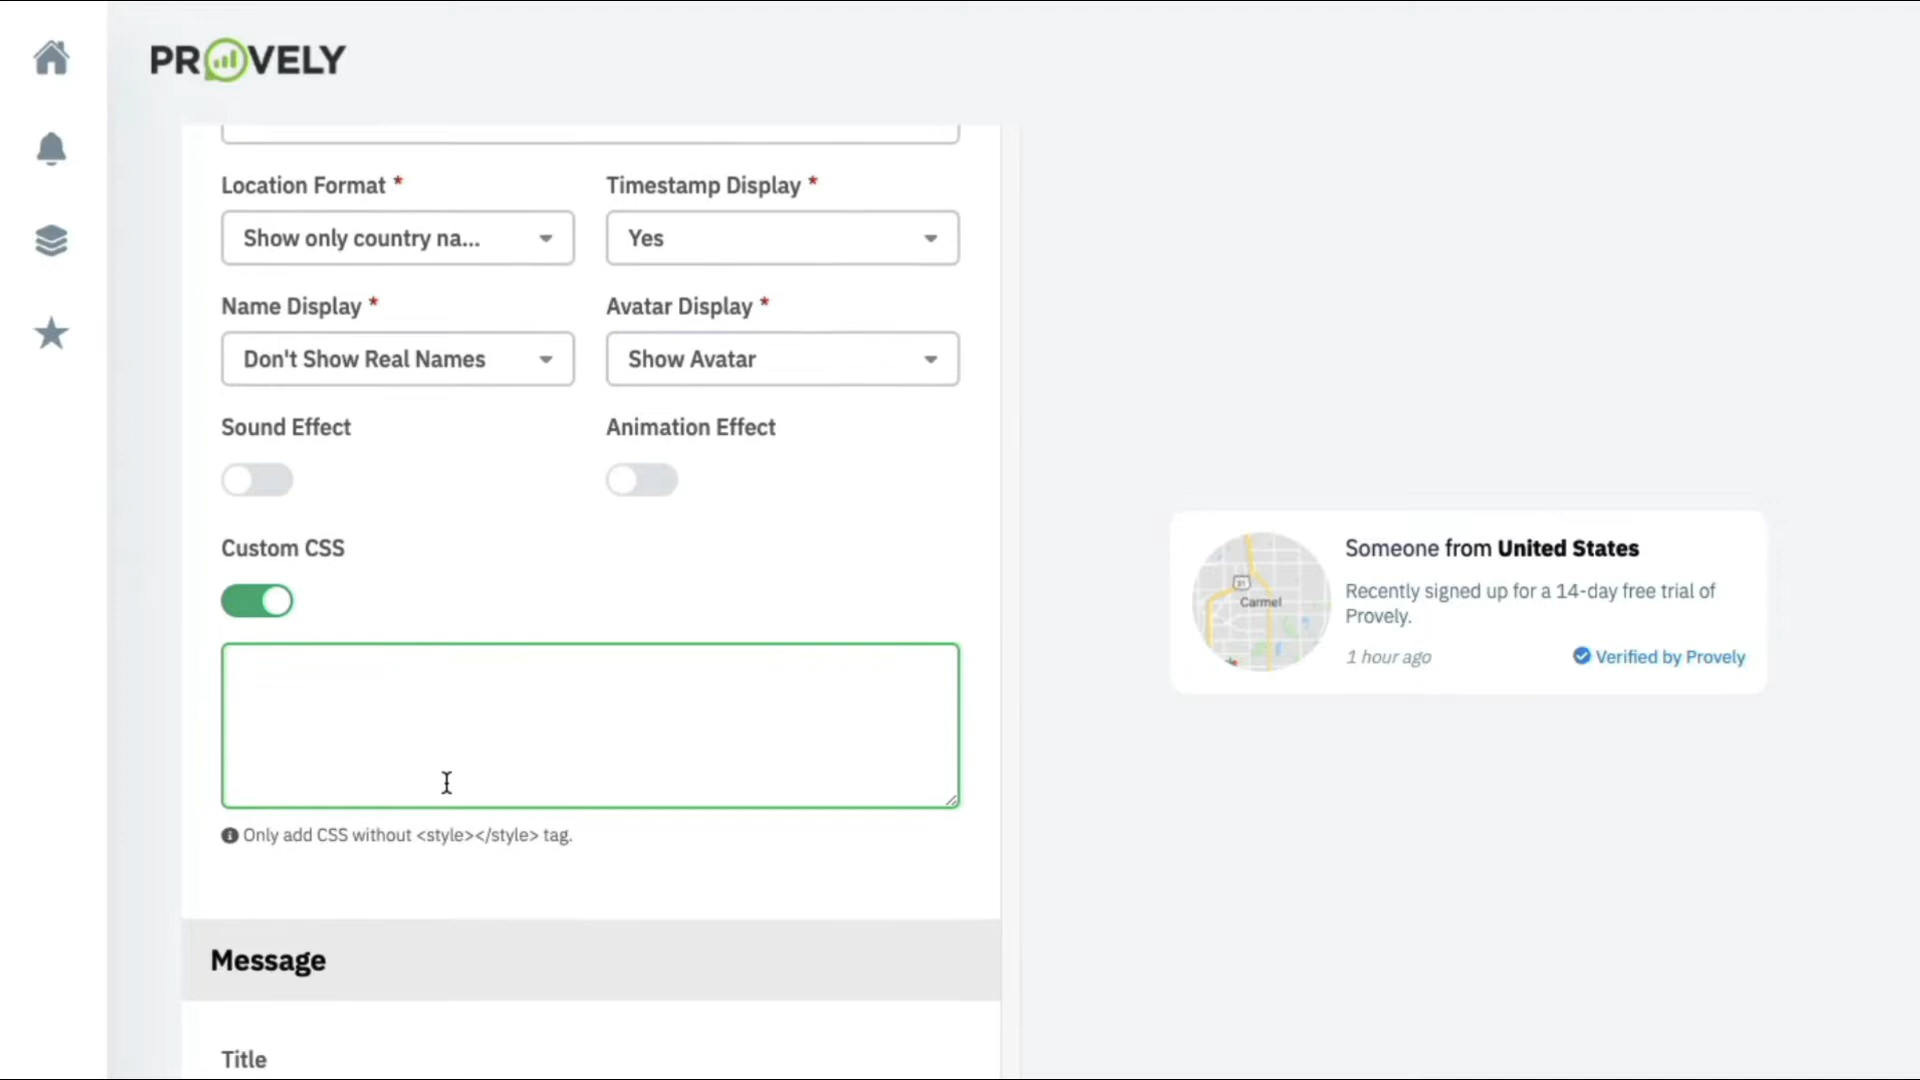 PROVELY
Location Format *
Timestamp Display *
Show only country na...
Yes
Name Display *
Avatar Display *
Don't Show Real Names
Show Avatar
Sound Effect
Animation Effect
Custom CSS
Only add CSS without <style></style> tag.
Message
Title
31
Carmel
Someone from United States
Recently signed up for a 14-day free trial of
Provely.
1 hour ago
Verified by Provely